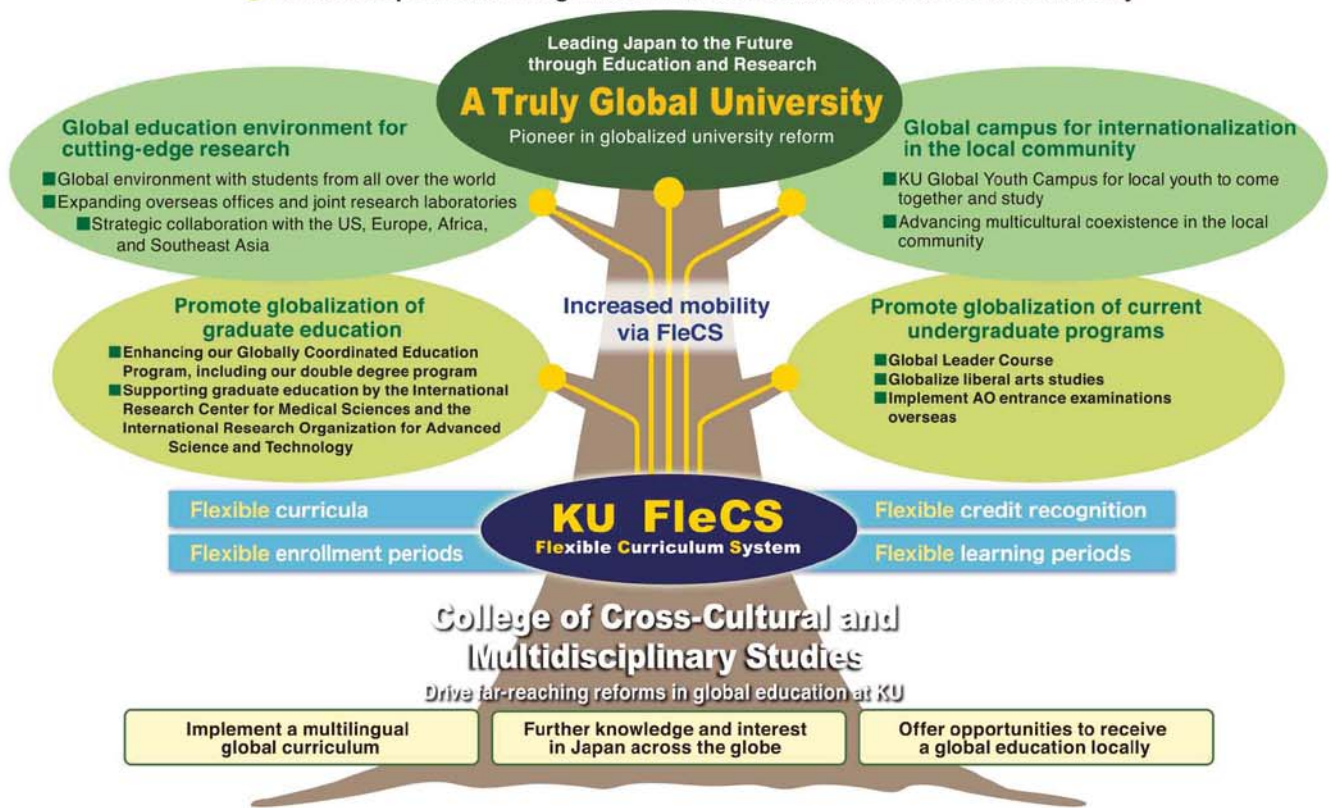 Leading Japan to the Future
through Education and Research
A Truly Global University
Pioneer in globalized university reform
Global education environment for
cutting-edge research
■Global environment with students from all over the world
■Expanding overseas offices and joint research laboratories
■Strategic collaboration with the US, Europe, Africa,
and Southeast Asia
Global campus for internationalization
in the local community
■KU Global Youth Campus for local youth to come
together and study
■Advancing multicultural coexistence in the local
community
Promote globalization of
graduate education
■Enhancing our Globally Coordinated Education
Program, including our double degree program
■Supporting graduate education by the International
Research Center for Medical Sciences and the
International Research Organization for Advanced
Science and Technology
Increased mobility
via FleCS
Promote globalization of current
undergraduate programs
■Global Leader Course
■Globalize liberal arts studies
■Implement AO entrance examinations
overseas
Flexible curricula
Flexible enrollment periods
KU FleCS
Flexible Curriculum System
Flexible credit recognition
Flexible learning periods
College of Cross-Cultural and
Multidisciplinary Studies
Drive far-reaching reforms in global education at KU
Implement a multilingual
global curriculum
Further knowledge and interest
in Japan across the globe
Offer opportunities to receive
a global education locally